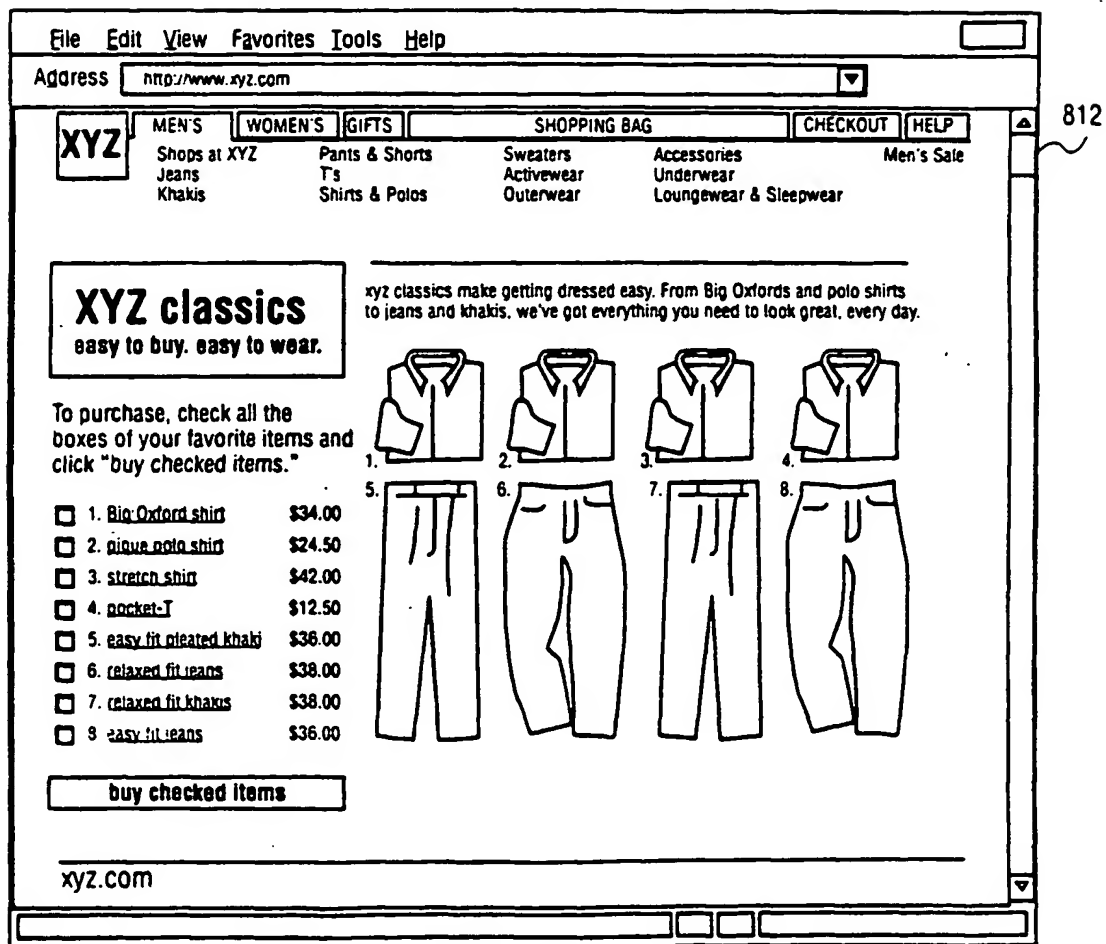 File Edit View Favorites Tools Help
Address http://www.xyz.com
812
XYZ MEN'S WOMEN'S GIFTS SHOPPING BAG CHECKOUT HELP
Shops at XYZ Pants & Shorts Sweaters Accessories Men's Sale
Jeans T's Activewear Underwear
Khakis Shirts & Polos Outerwear Loungewear & Sleepwear
XYZ classics
easy to buy. easy to wear.
xyz classics make getting dressed easy. From Big Oxfords and polo shirts
to jeans and khakis, we've got everything you need to look great, every day.
To purchase, check all the
boxes of your favorite items and
click "buy checked items."
1. 2. 3. 4.
5. 6. 7. 8.
1. Big Oxford shirt $34.00
2. pique polo shirt $24.50
3. stretch shirt $42.00
4. pocket-T $12.50
5. easy fit pleated khaki $36.00
6. relaxed fit jeans $38.00
7. relaxed fit khakis $38.00
8 easy fit jeans $36.00
buy checked items
xyz.com